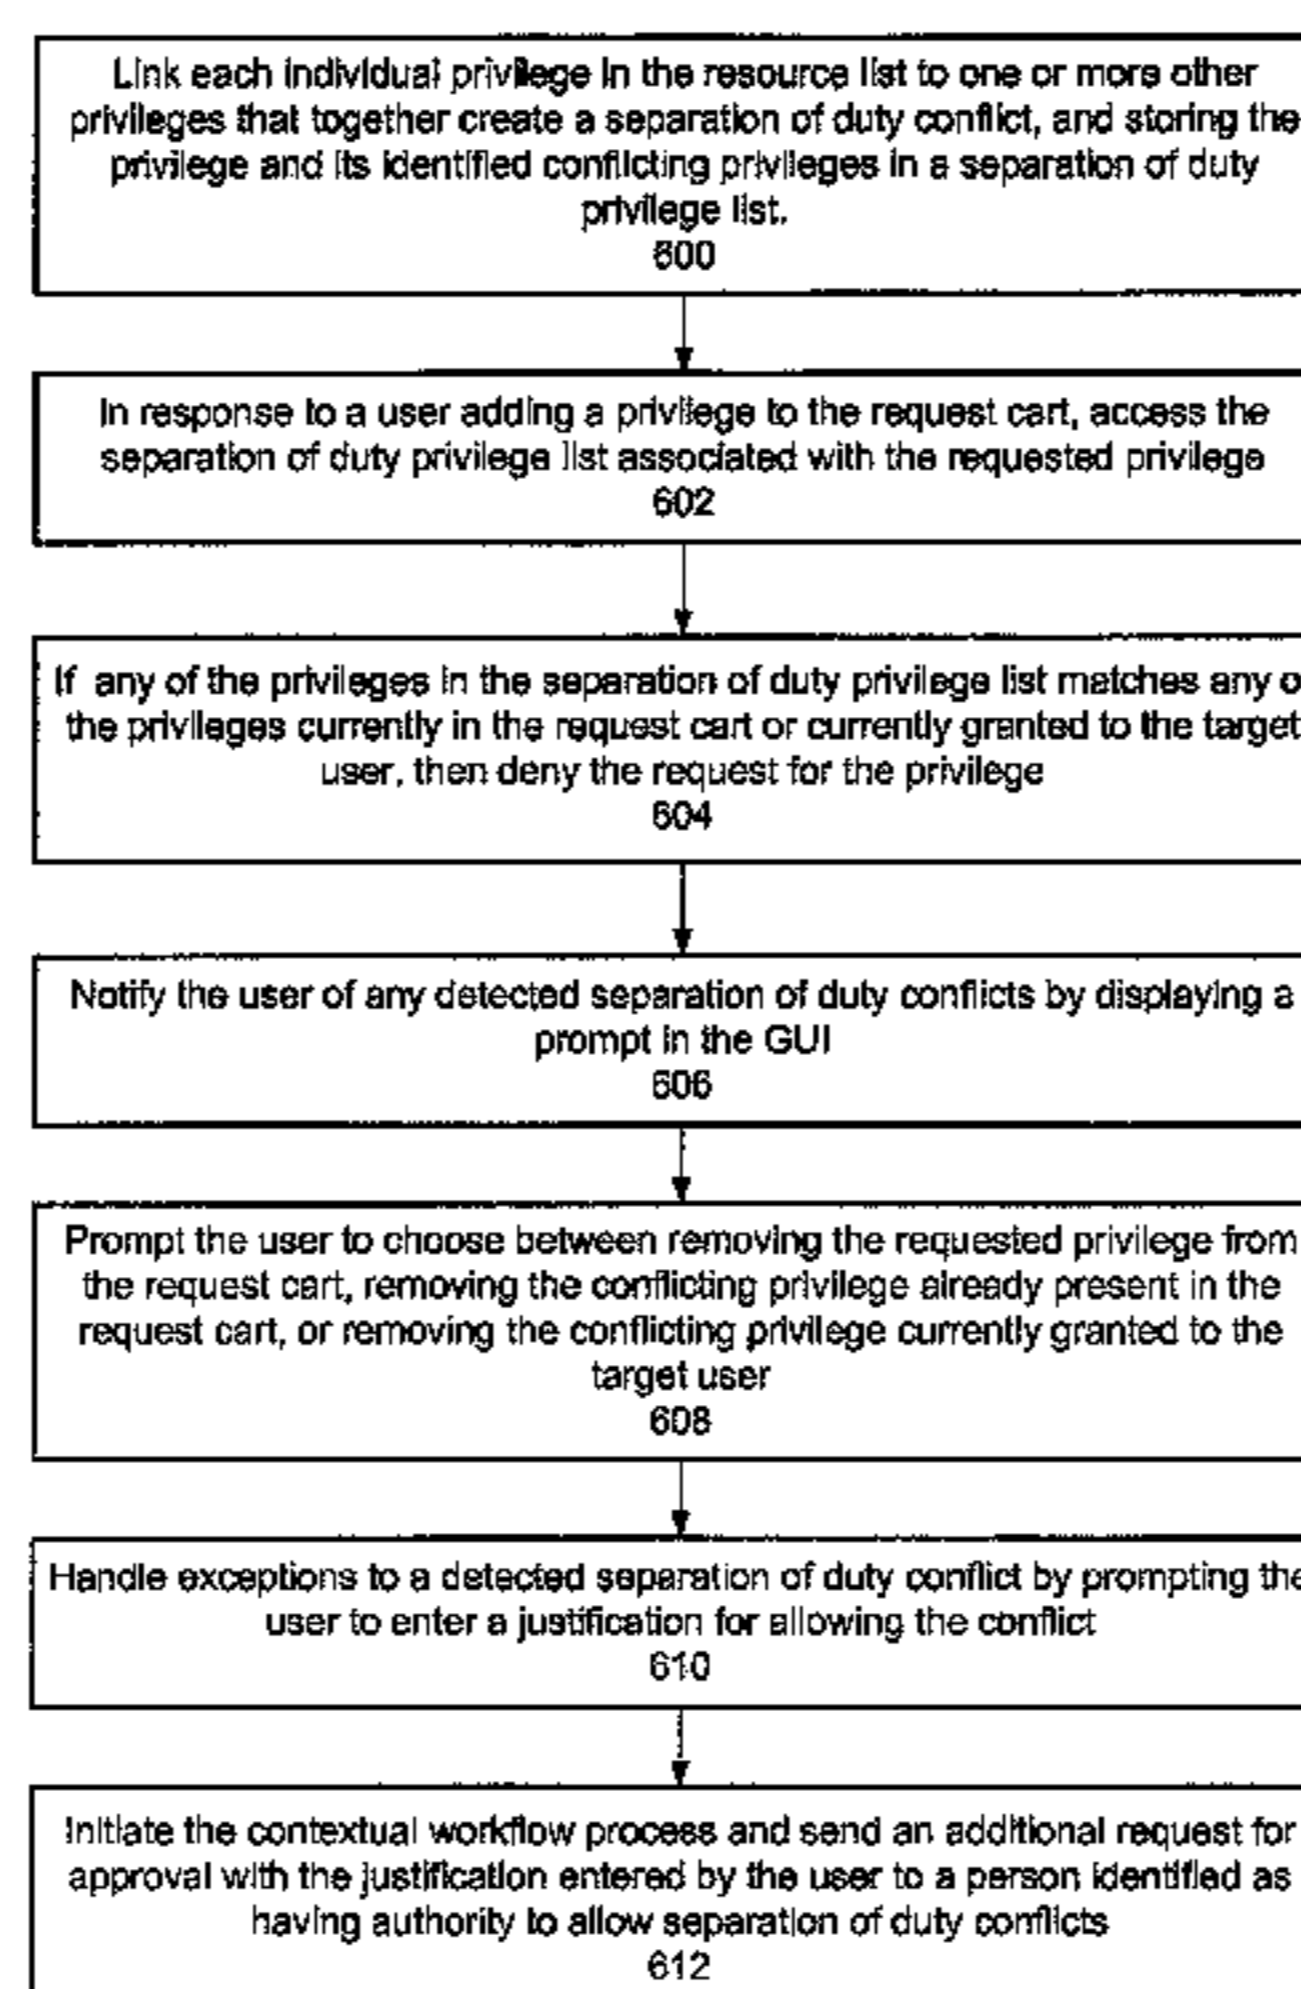 Link each individual privilege in the resource list to one or more other
privileges that together create a separation of duty conflict, and storing the
privilege and its identified conflicting privileges in a separation of duty
privilege list.
600
In response to a user adding a privilege to the request cart, access the
separation of duty privilege list associated with the requested privilege
602
If any of the privileges in the separation of duty privilege list matches any o
the privileges currently in the request cart or currently granted to the target
user, then deny the request for the privilege
604
Notify the user of any detected separation of duty conflicts by displaying a
prompt in the GUI
606
Prompt the user to choose between removing the requested privilege from
the request cart, removing the conflicting privilege already present in the
request cart, or removing the conflicting privilege currently granted to the
target user
608
Handle exceptions to a detected separation of duty conflict by prompting the
user to enter a justification for allowing the conflict
610
Initiate the contextual workflow process and send an additional request for
approval with the justification entered by the user to a person identified as
having authority to allow separation of duty conflicts
612